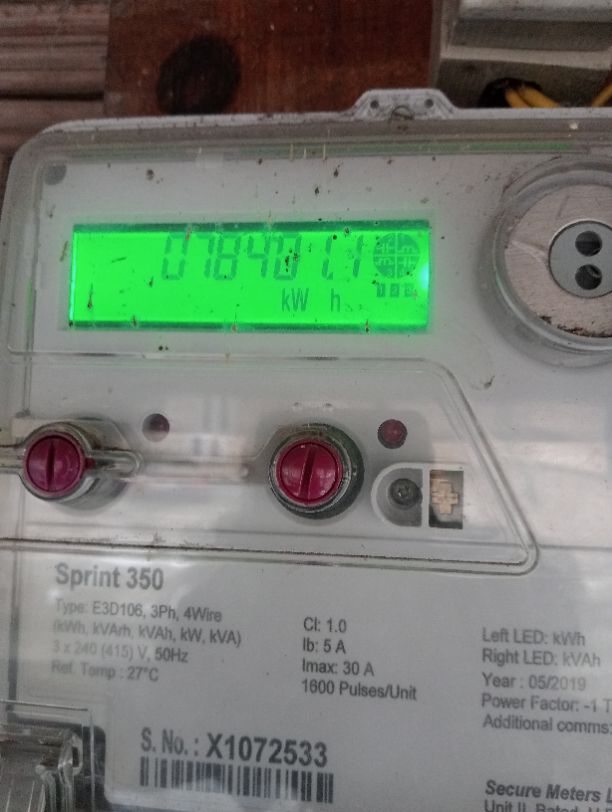 kW h
Sprint 350
Type: E3D106, 3Ph, 4Wire
(kWh, kVArh, kVAh, kW, kVA)
3 x 240 (415) V, 50Hz
Ref. Temp : 27°C
Cl: 1.0
Ib: 5 A
Imax: 30 A
1600 Pulses/Unit
Left LED: kWh
Right LED: kVAh
Year : 05/2019
Power Factor: -1 T
Additional comms:
S. No. : X1072533
Secure Meters